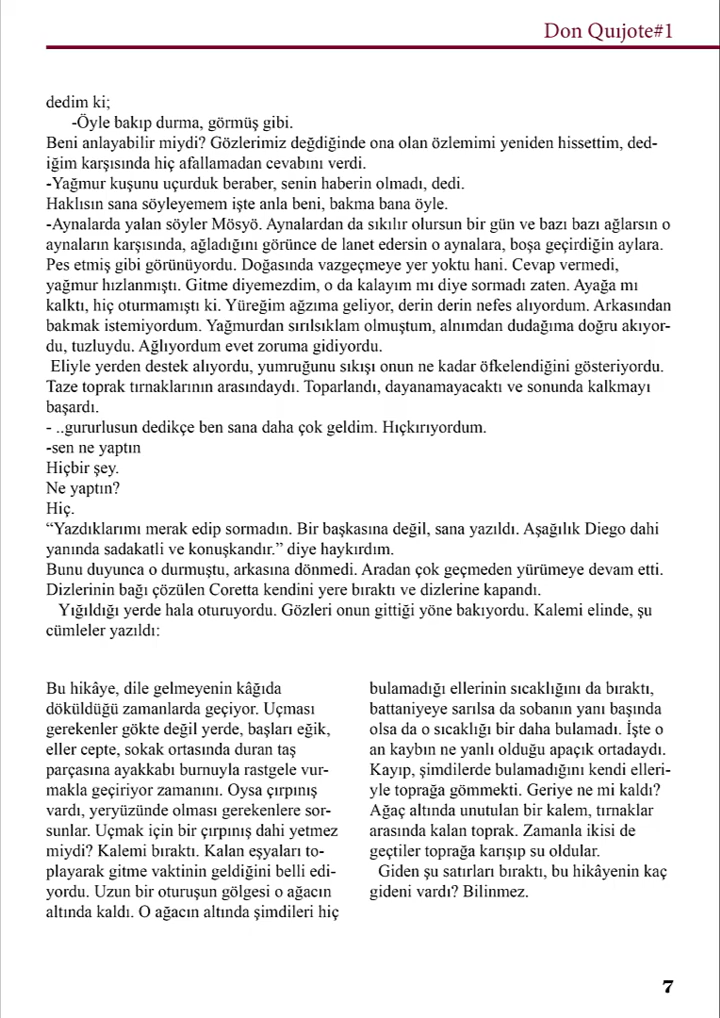 Don Quıjote#1
dedim ki;
-Öyle bakıp durma, görmüş gibi.
Beni anlayabilir miydi? Gözlerimiz değdiğinde ona olan özlemimi yeniden hissettim, ded-
iğim karşısında hiç afallamadan cevabını verdi.
-Yağmur kuşunu uçurduk beraber, senin haberin olmadı, dedi.
Haklısın sana söyleyemem işte anla beni, bakma bana öyle.
-Aynalarda yalan söyler Mösyö. Aynalardan da sıkılır olursun bir gün ve bazı bazı ağlarsın o
aynaların karşısında, ağladığını görünce de lanet edersin o aynalara, boşa geçirdiğin aylara.
Pes etmiş gibi görünüyordu. Doğasında vazgeçmeye yer yoktu hani. Cevap vermedi,
yağmur hızlanmıştı. Gitme diyemezdim, o da kalayım mı diye sormadı zaten. Ayağa mı
kalktı, hiç oturmamıştı ki. Yüreğim ağzıma geliyor, derin derin nefes alıyordum. Arkasından
bakmak istemiyordum. Yağmurdan sırılsıklam olmuştum, alnımdan dudağıma doğru akıyor-
du, tuzluydu. Ağlıyordum evet zoruma gidiyordu.
Eliyle yerden destek alıyordu, yumruğunu sıkışı onun ne kadar öfkelendiğini gösteriyordu.
Taze toprak tırnaklarının arasındaydı. Toparlandı, dayanamayacaktı ve sonunda kalkmayı
başardı.
- ..gururlusun dedikçe ben sana daha çok geldim. Hıçkırıyordum.
-sen ne yaptın
Hiçbir şey.
Ne yaptın?
Hiç.
“Yazdıklarımı merak edip sormadın. Bir başkasına değil, sana yazıldı. Aşağılık Diego dahi
yanında sadakatli ve konuşkandır.” diye haykırdım.
Bunu duyunca o durmuştu, arkasına dönmedi. Aradan çok geçmeden yürümeye devam etti.
Dizlerinin bağı çözülen Coretta kendini yere bıraktı ve dizlerine kapandı.
Yığıldığı yerde hala oturuyordu. Gözleri onun gittiği yöne bakıyordu. Kalemi elinde, şu
cümleler yazıldı:
Bu hikâye, dile gelmeyenin kâğıda
döküldüğü zamanlarda geçiyor. Uçması
gerekenler gökte değil yerde, başları eğik,
eller cepte, sokak ortasında duran taş
parçasına ayakkabı burnuyla rastgele vur-
makla geçiriyor zamanını. Oysa çırpınış
vardı, yeryüzünde olması gerekenlere sor-
sunlar. Uçmak için bir çırpınış dahi yetmez
miydi? Kalemi bıraktı. Kalan eşyaları to-
playarak gitme vaktinin geldiğini belli edi-
yordu. Uzun bir oturuşun gölgesi o ağacın
altında kaldı. O ağacın altında şimdileri hiç
bulamadığı ellerinin sıcaklığını da bıraktı,
battaniyeye sarılsa da sobanın yanı başında
olsa da o sıcaklığı bir daha bulamadı. İşte o
an kaybın ne yanlı olduğu apaçık ortadaydı.
Kayıp, şimdilerde bulamadığını kendi elleri-
yle toprağa gömmekti. Geriye ne mi kaldı?
Ağaç altında unutulan bir kalem, tırnaklar
arasında kalan toprak. Zamanla ikisi de
geçtiler toprağa karışıp su oldular.
Giden şu satırları bıraktı, bu hikâyenin kaç
gideni vardı? Bilinmez.
7